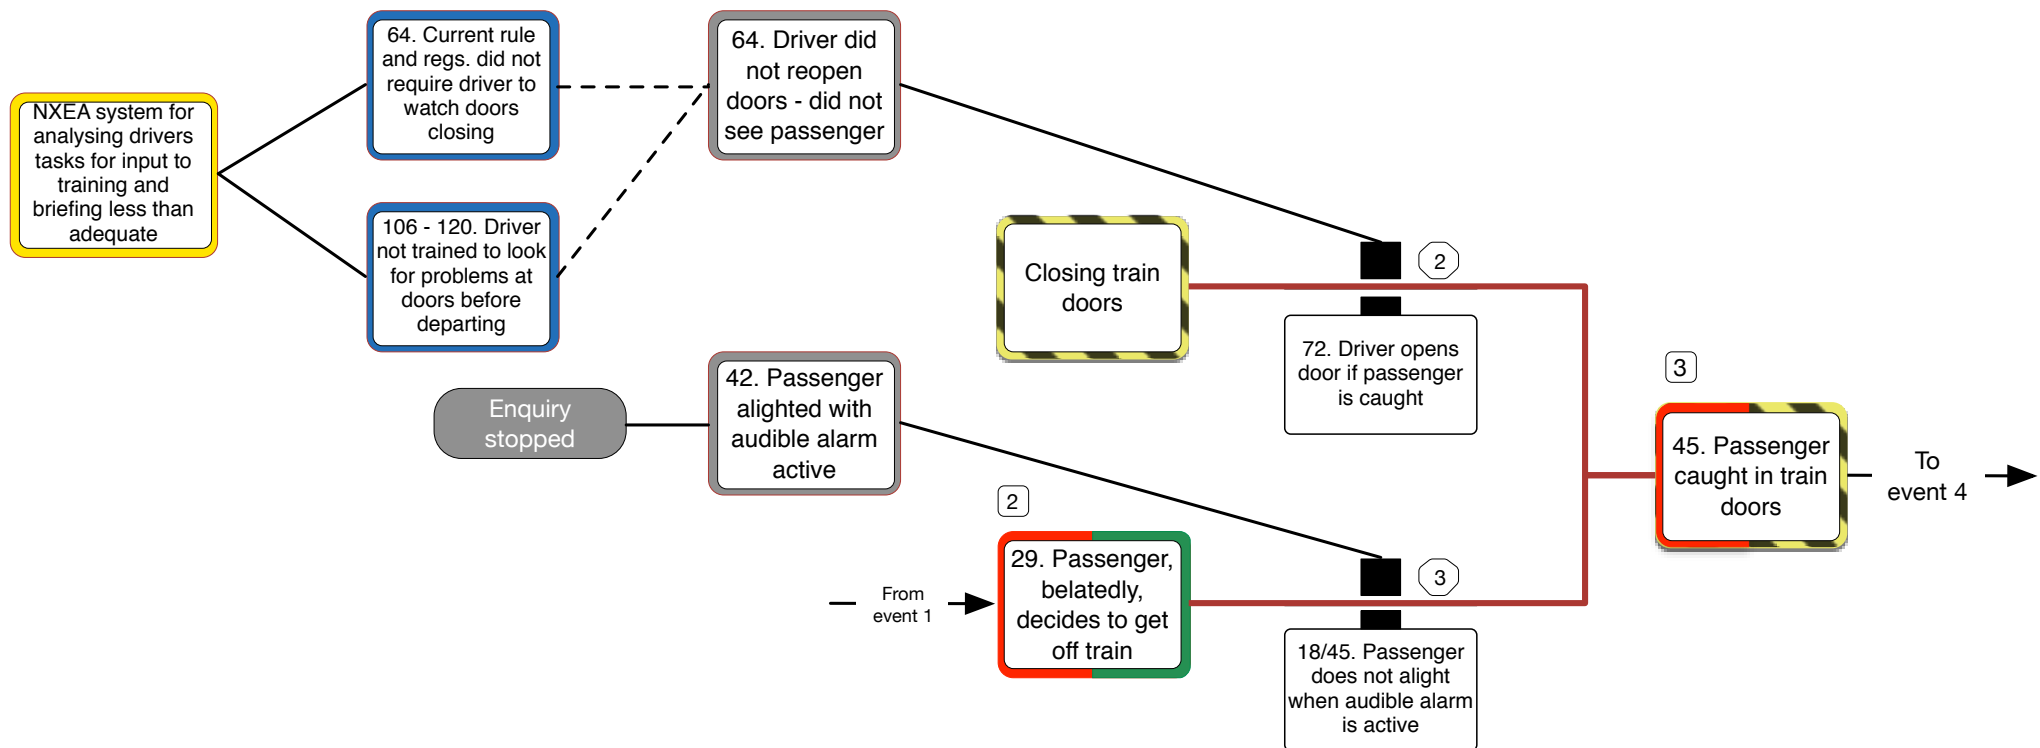 64. Current rule
and regs. did not
require driver to
watch doors
closing
64. Driver did
not reopen
doors - did not
see passenger
NXEA system for
analysing drivers
tasks for input to
training and
briefing less than
adequate
106 - 120. Driver
not trained to look
for problems at
doors before
departing
Closing train
doors
2
72. Driver opens
door if passenger
is caught
Enquiry
stopped
42. Passenger
alighted with
audible alarm
active
3
45. Passenger
caught in train
doors
To
event 4
2
From
event 1
29. Passenger,
belatedly,
decides to get
off train
3
18/45. Passenger
does not alight
when audible alarm
is active